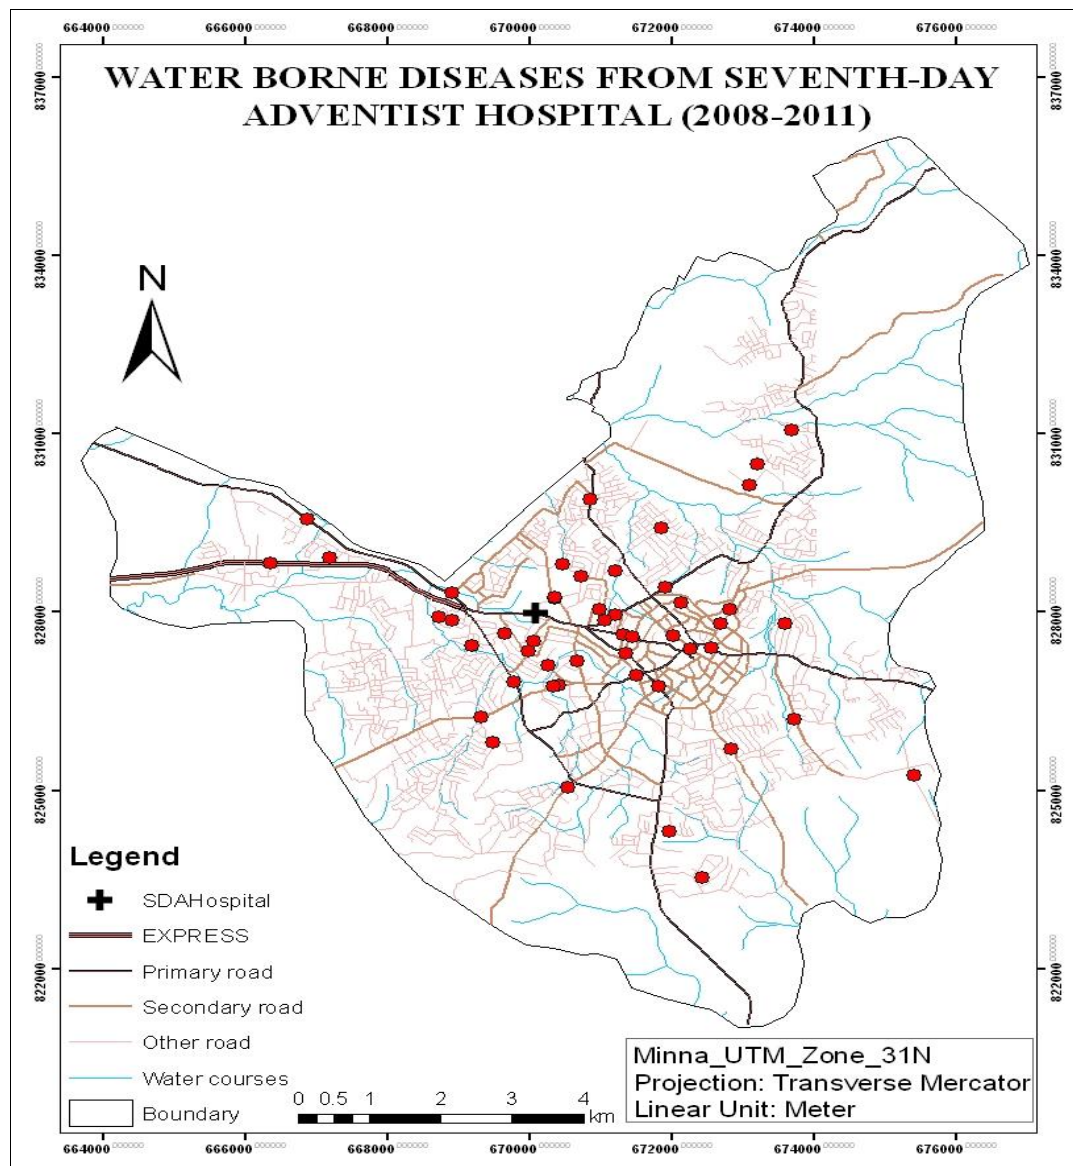 664000 666000 668000 670000 672000 674000 676000
WATER BORNE DISEASES FROM SEVENTH-DAY
ADVENTIST HOSPITAL (2008-2011)
837000 837000
834000 834000
N
831000 831000
828000 828000
825000 825000
822000 822000
Legend
SDAHospital
EXPRESS
Primary road
Secondary road
Other road
Water courses
Boundary
0 0.5 1 2 3 4
km
Minna_UTM_Zone_31N
Projection: Transverse Mercator
Linear Unit: Meter
664000 666000 668000 670000 672000 674000 676000